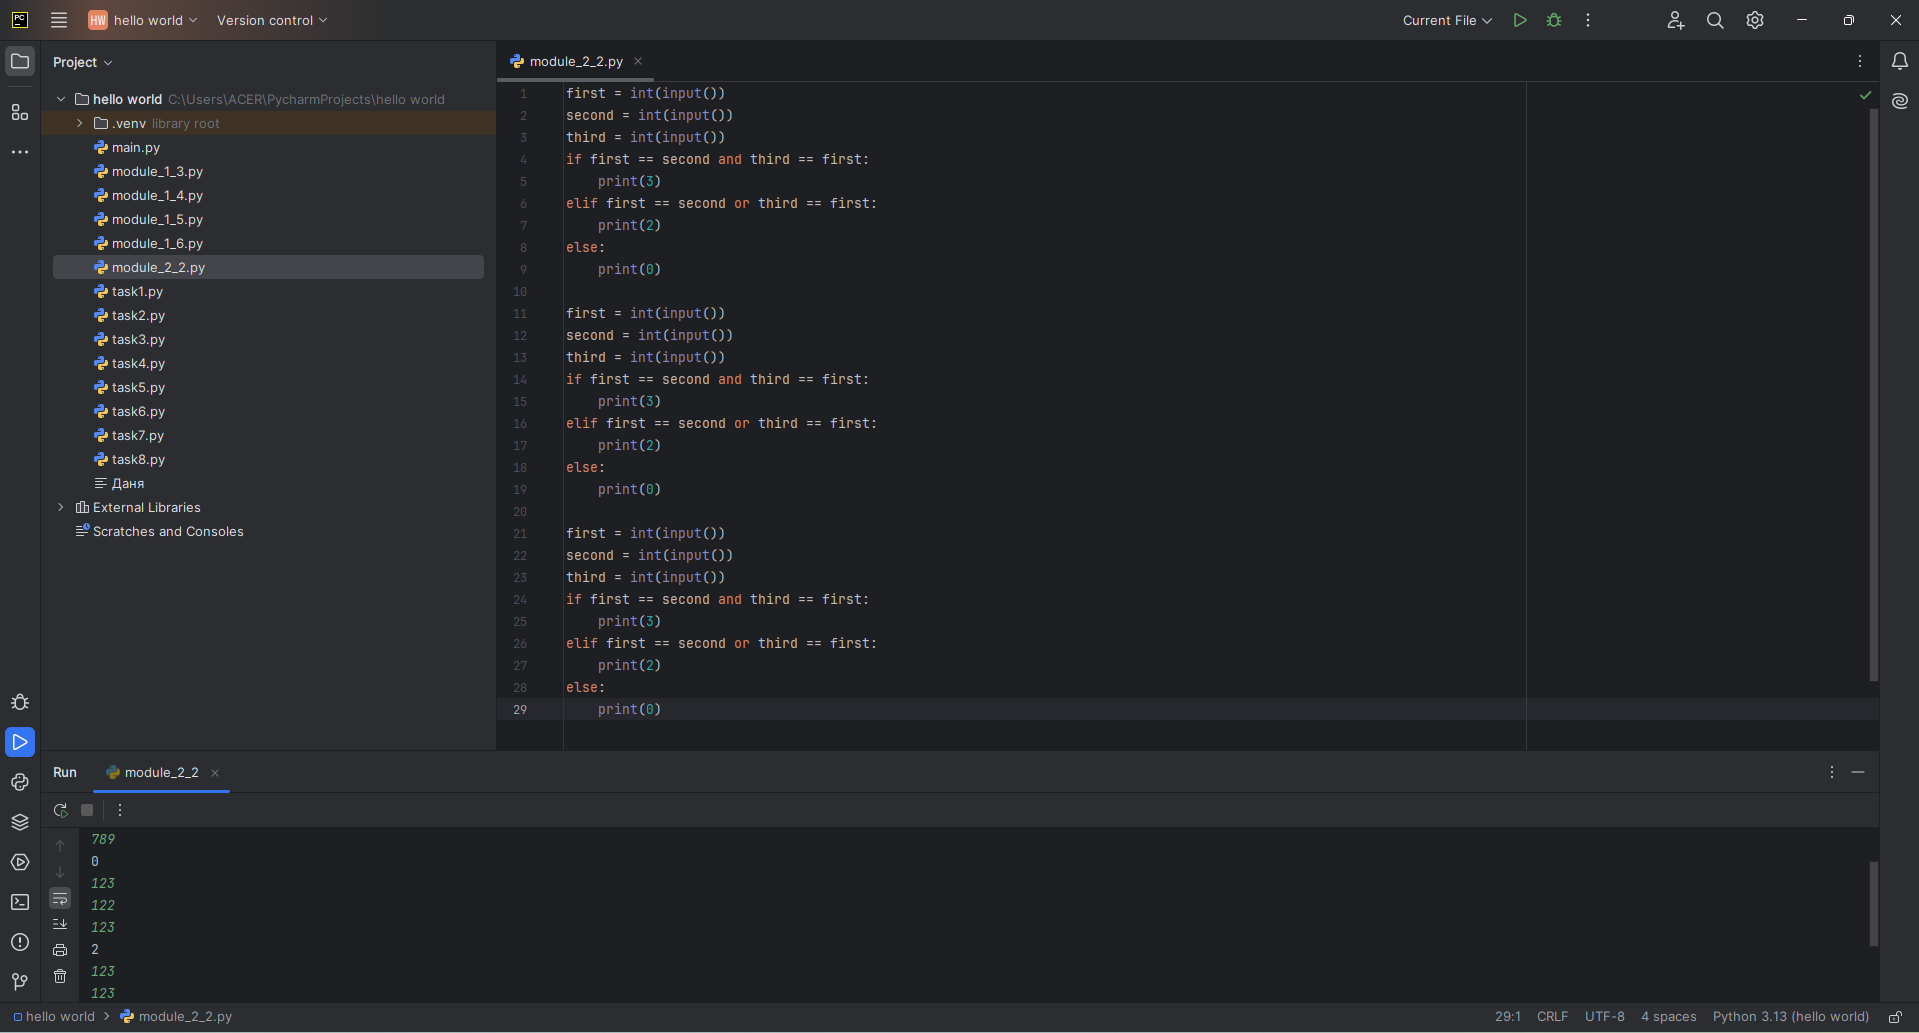 PC
HW hello world Version control
Current File
Project
hello world C:\Users\ACER\PycharmProjects\hello world
.venv library root
main.py
module_1_3.py
module_1_4.py
module_1_5.py
module_1_6.py
module_2_2.py
task1.py
task2.py
task3.py
task4.py
task5.py
task6.py
task7.py
task8.py
Даня
External Libraries
Scratches and Consoles
module_2_2.py
1 first = int(input())
2 second = int(input())
3 third = int(input())
4 if first == second and third == first:
5     print(3)
6 elif first == second or third == first:
7     print(2)
8 else:
9     print(0)
10
11 first = int(input())
12 second = int(input())
13 third = int(input())
14 if first == second and third == first:
15     print(3)
16 elif first == second or third == first:
17     print(2)
18 else:
19     print(0)
20
21 first = int(input())
22 second = int(input())
23 third = int(input())
24 if first == second and third == first:
25     print(3)
26 elif first == second or third == first:
27     print(2)
28 else:
29     print(0)
Run module_2_2
789
0
123
122
123
2
123
123
hello world module_2_2.py
29:1 CRLF UTF-8 4 spaces Python 3.13 (hello world)